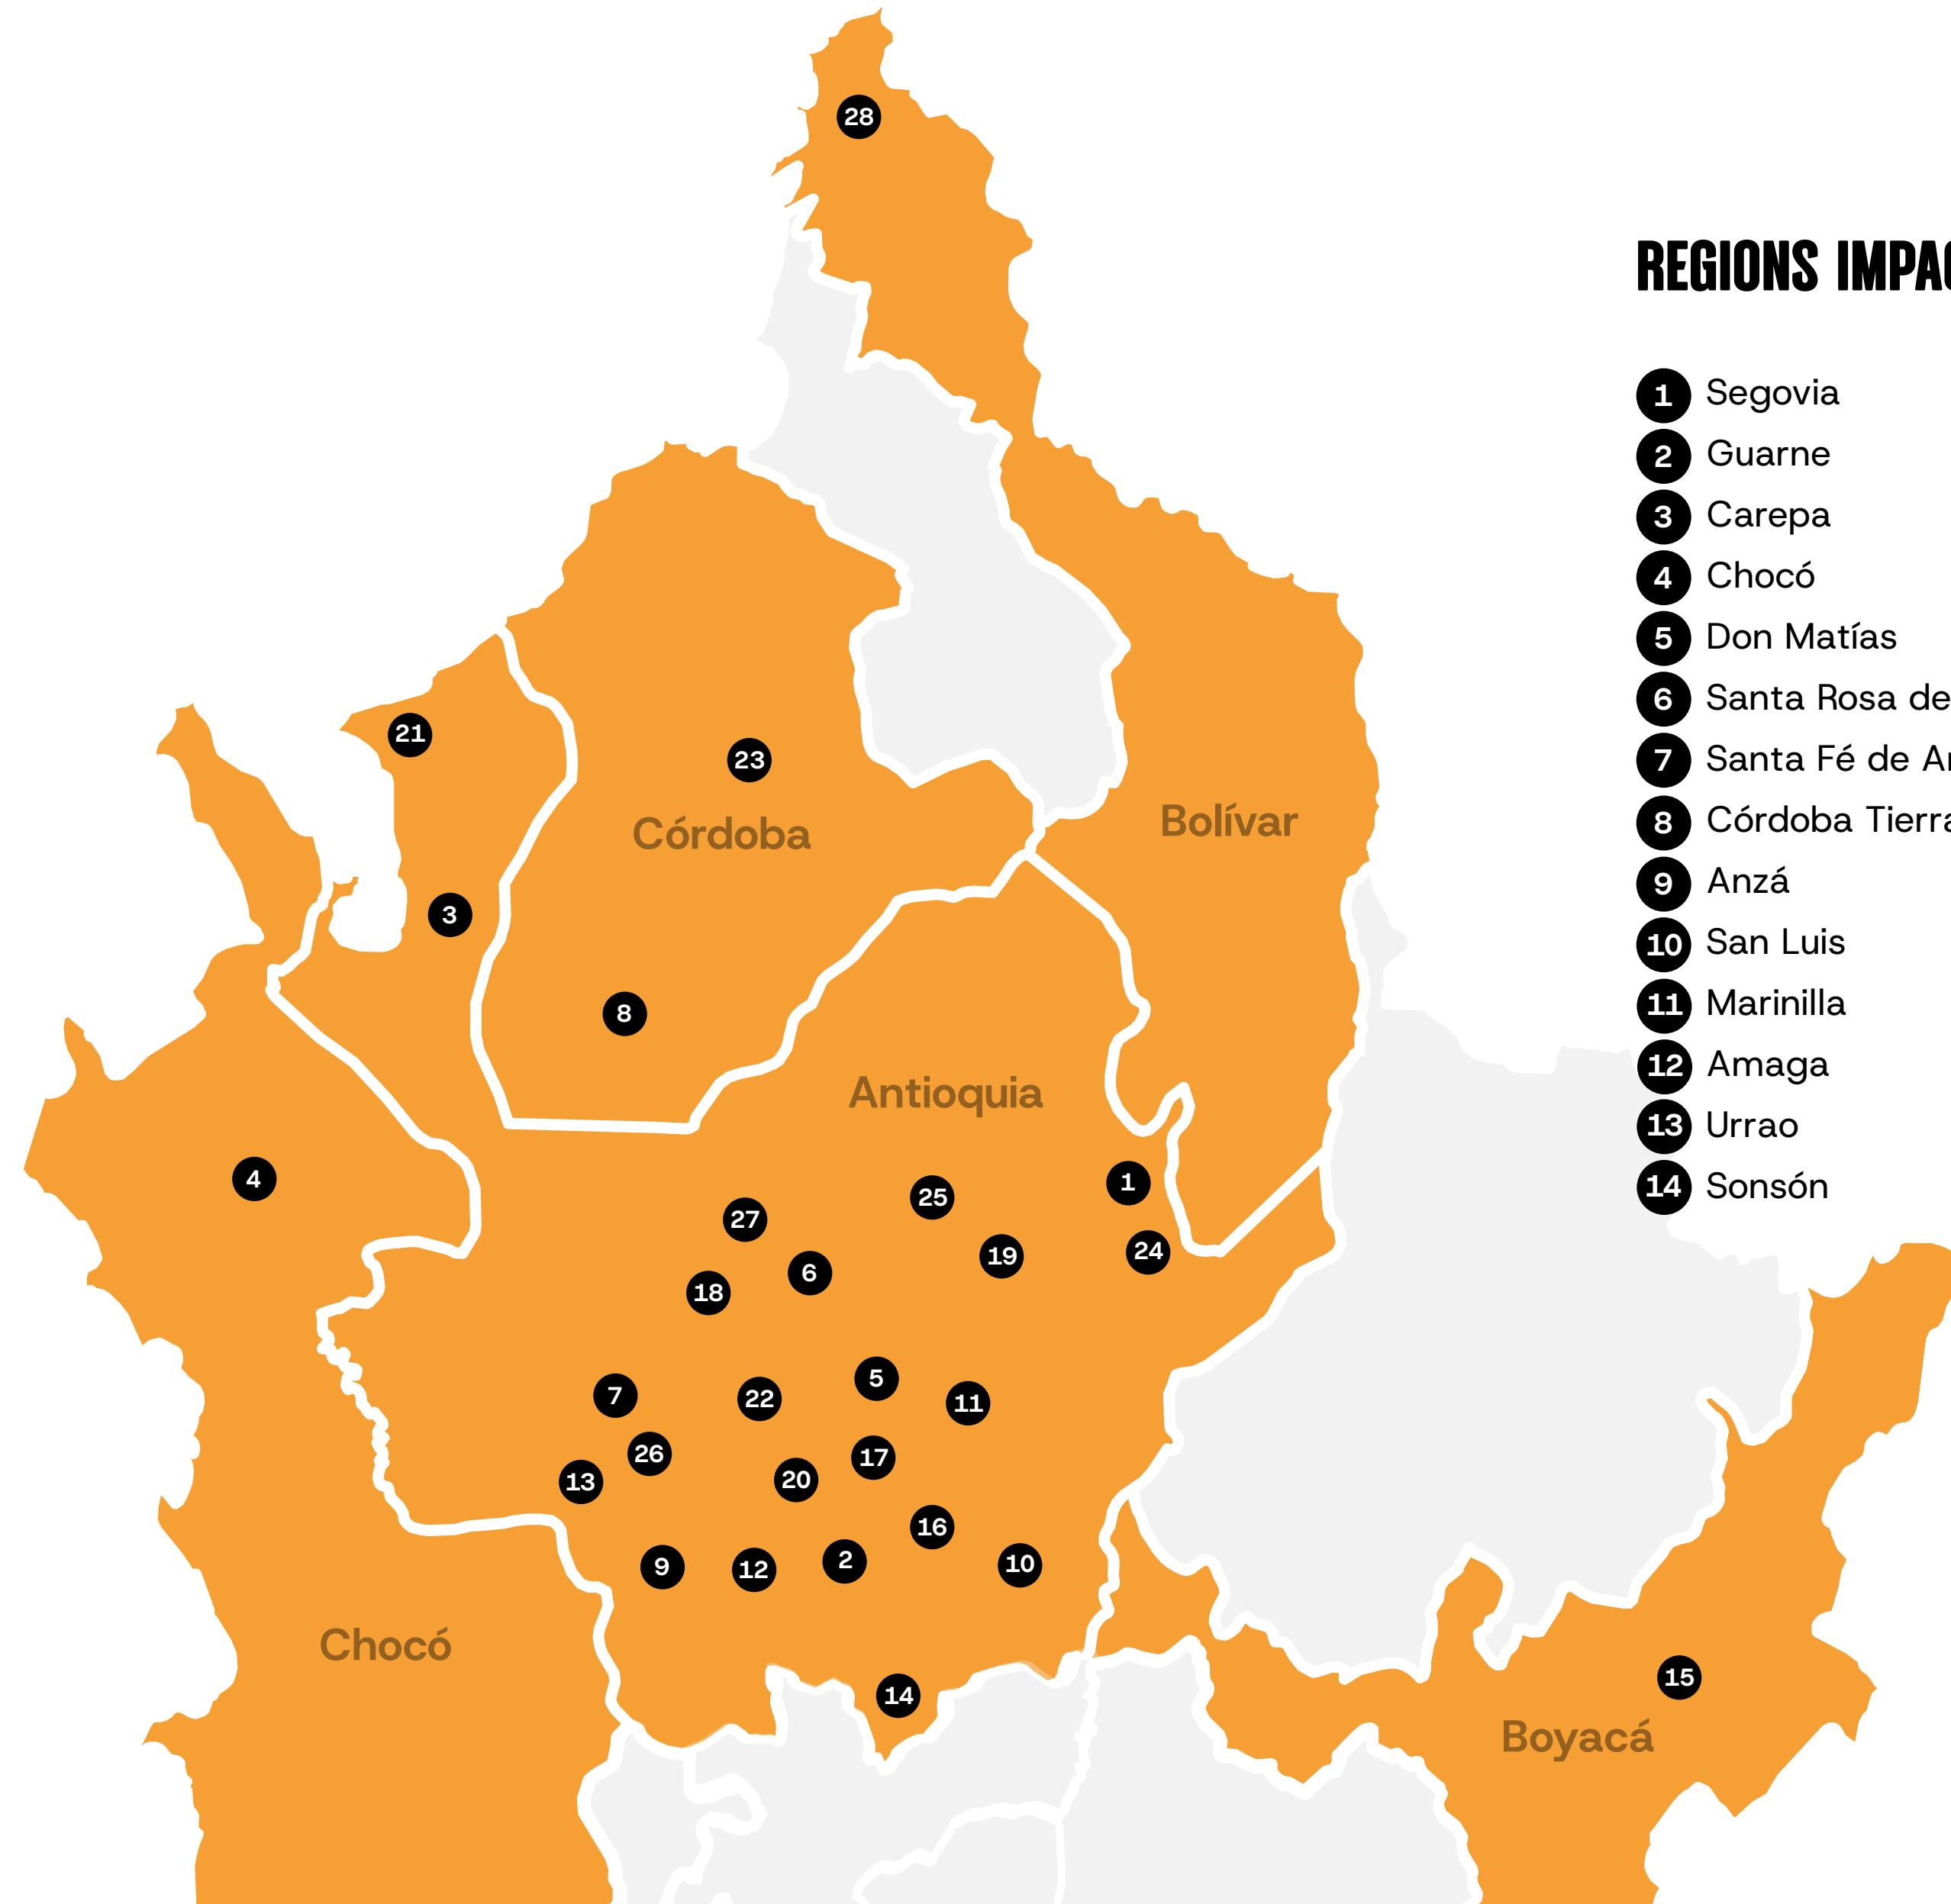 28
REGIONS IMPAC
1 Segovia
2 Guarne
3 Carepa
4 Chocó
5 Don Matías
6 Santa Rosa de
7 Santa Fé de An
8 Córdoba Tierra
9 Anzá
10 San Luis
11 Marinilla
12 Amaga
13 Urrao
14 Sonsón
21
23
Córdoba
Bolívar
3
8
Antioquia
4
1
25
27
24
19
6
18
5
7
22
11
26
17
20
13
16
2
10
9
12
Chocó
15
14
Boyacá